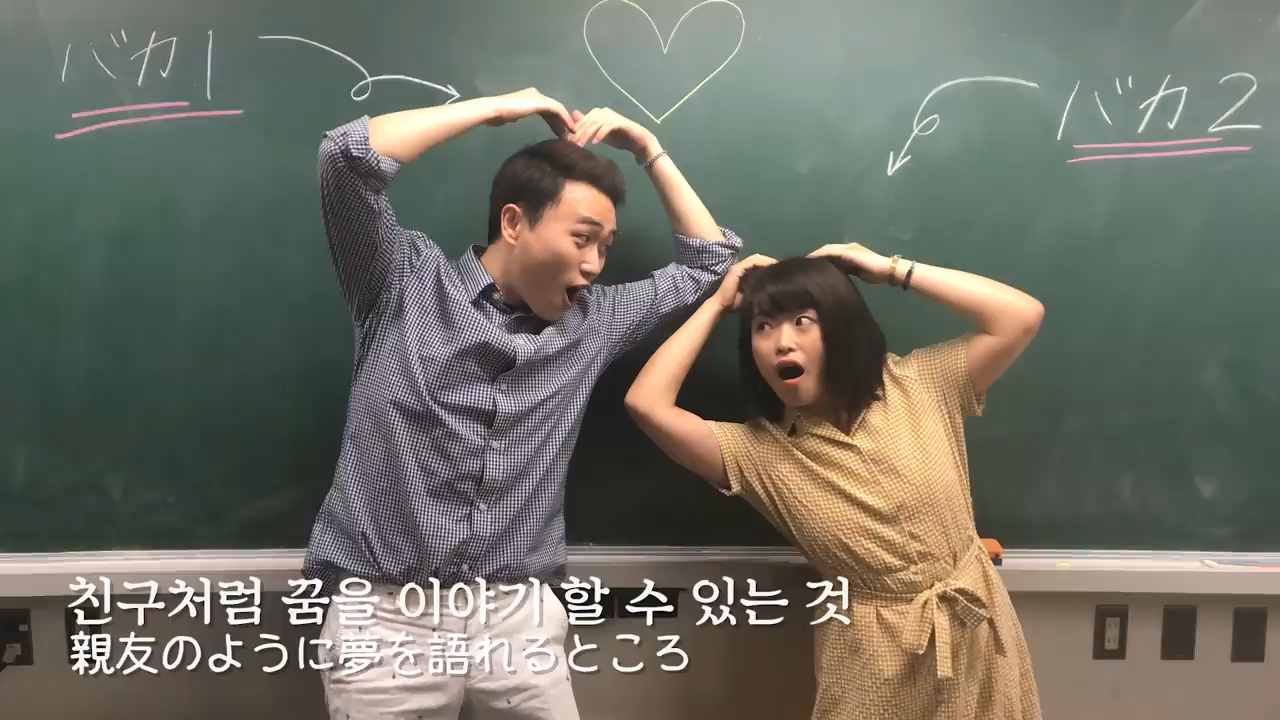 バカ1
バカ2
친구처럼 꿈을 이야기 할 수 있는 것
親友のように夢を語れるところ